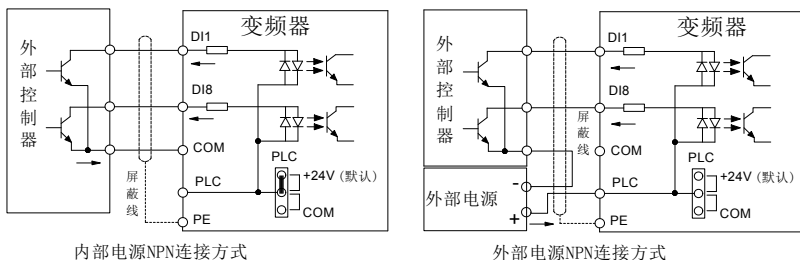 变频器
外部控制器
DI1
DI8
COM
PLC
PLC
+24V (默认)
COM
PE
屏蔽线
内部电源NPN连接方式
变频器
外部控制器
DI1
DI8
屏蔽线
COM
PLC
外部电源
-
+
PLC
+24V (默认)
COM
PE
外部电源NPN连接方式